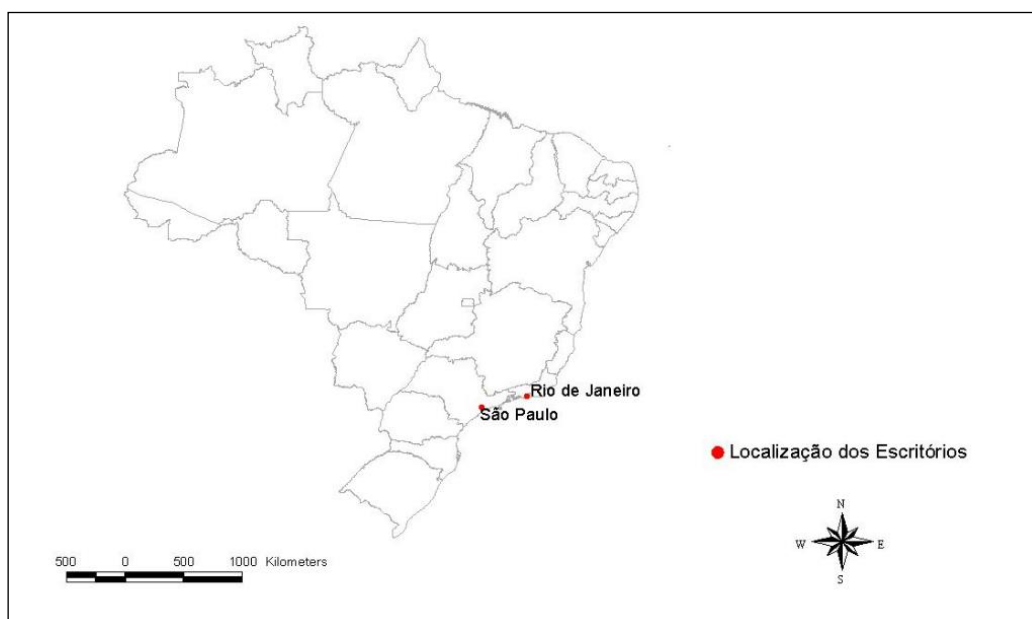 Rio de Janeiro
São Paulo
Localização dos Escritórios
N
W E
S
500 0 500 1000 Kilometers